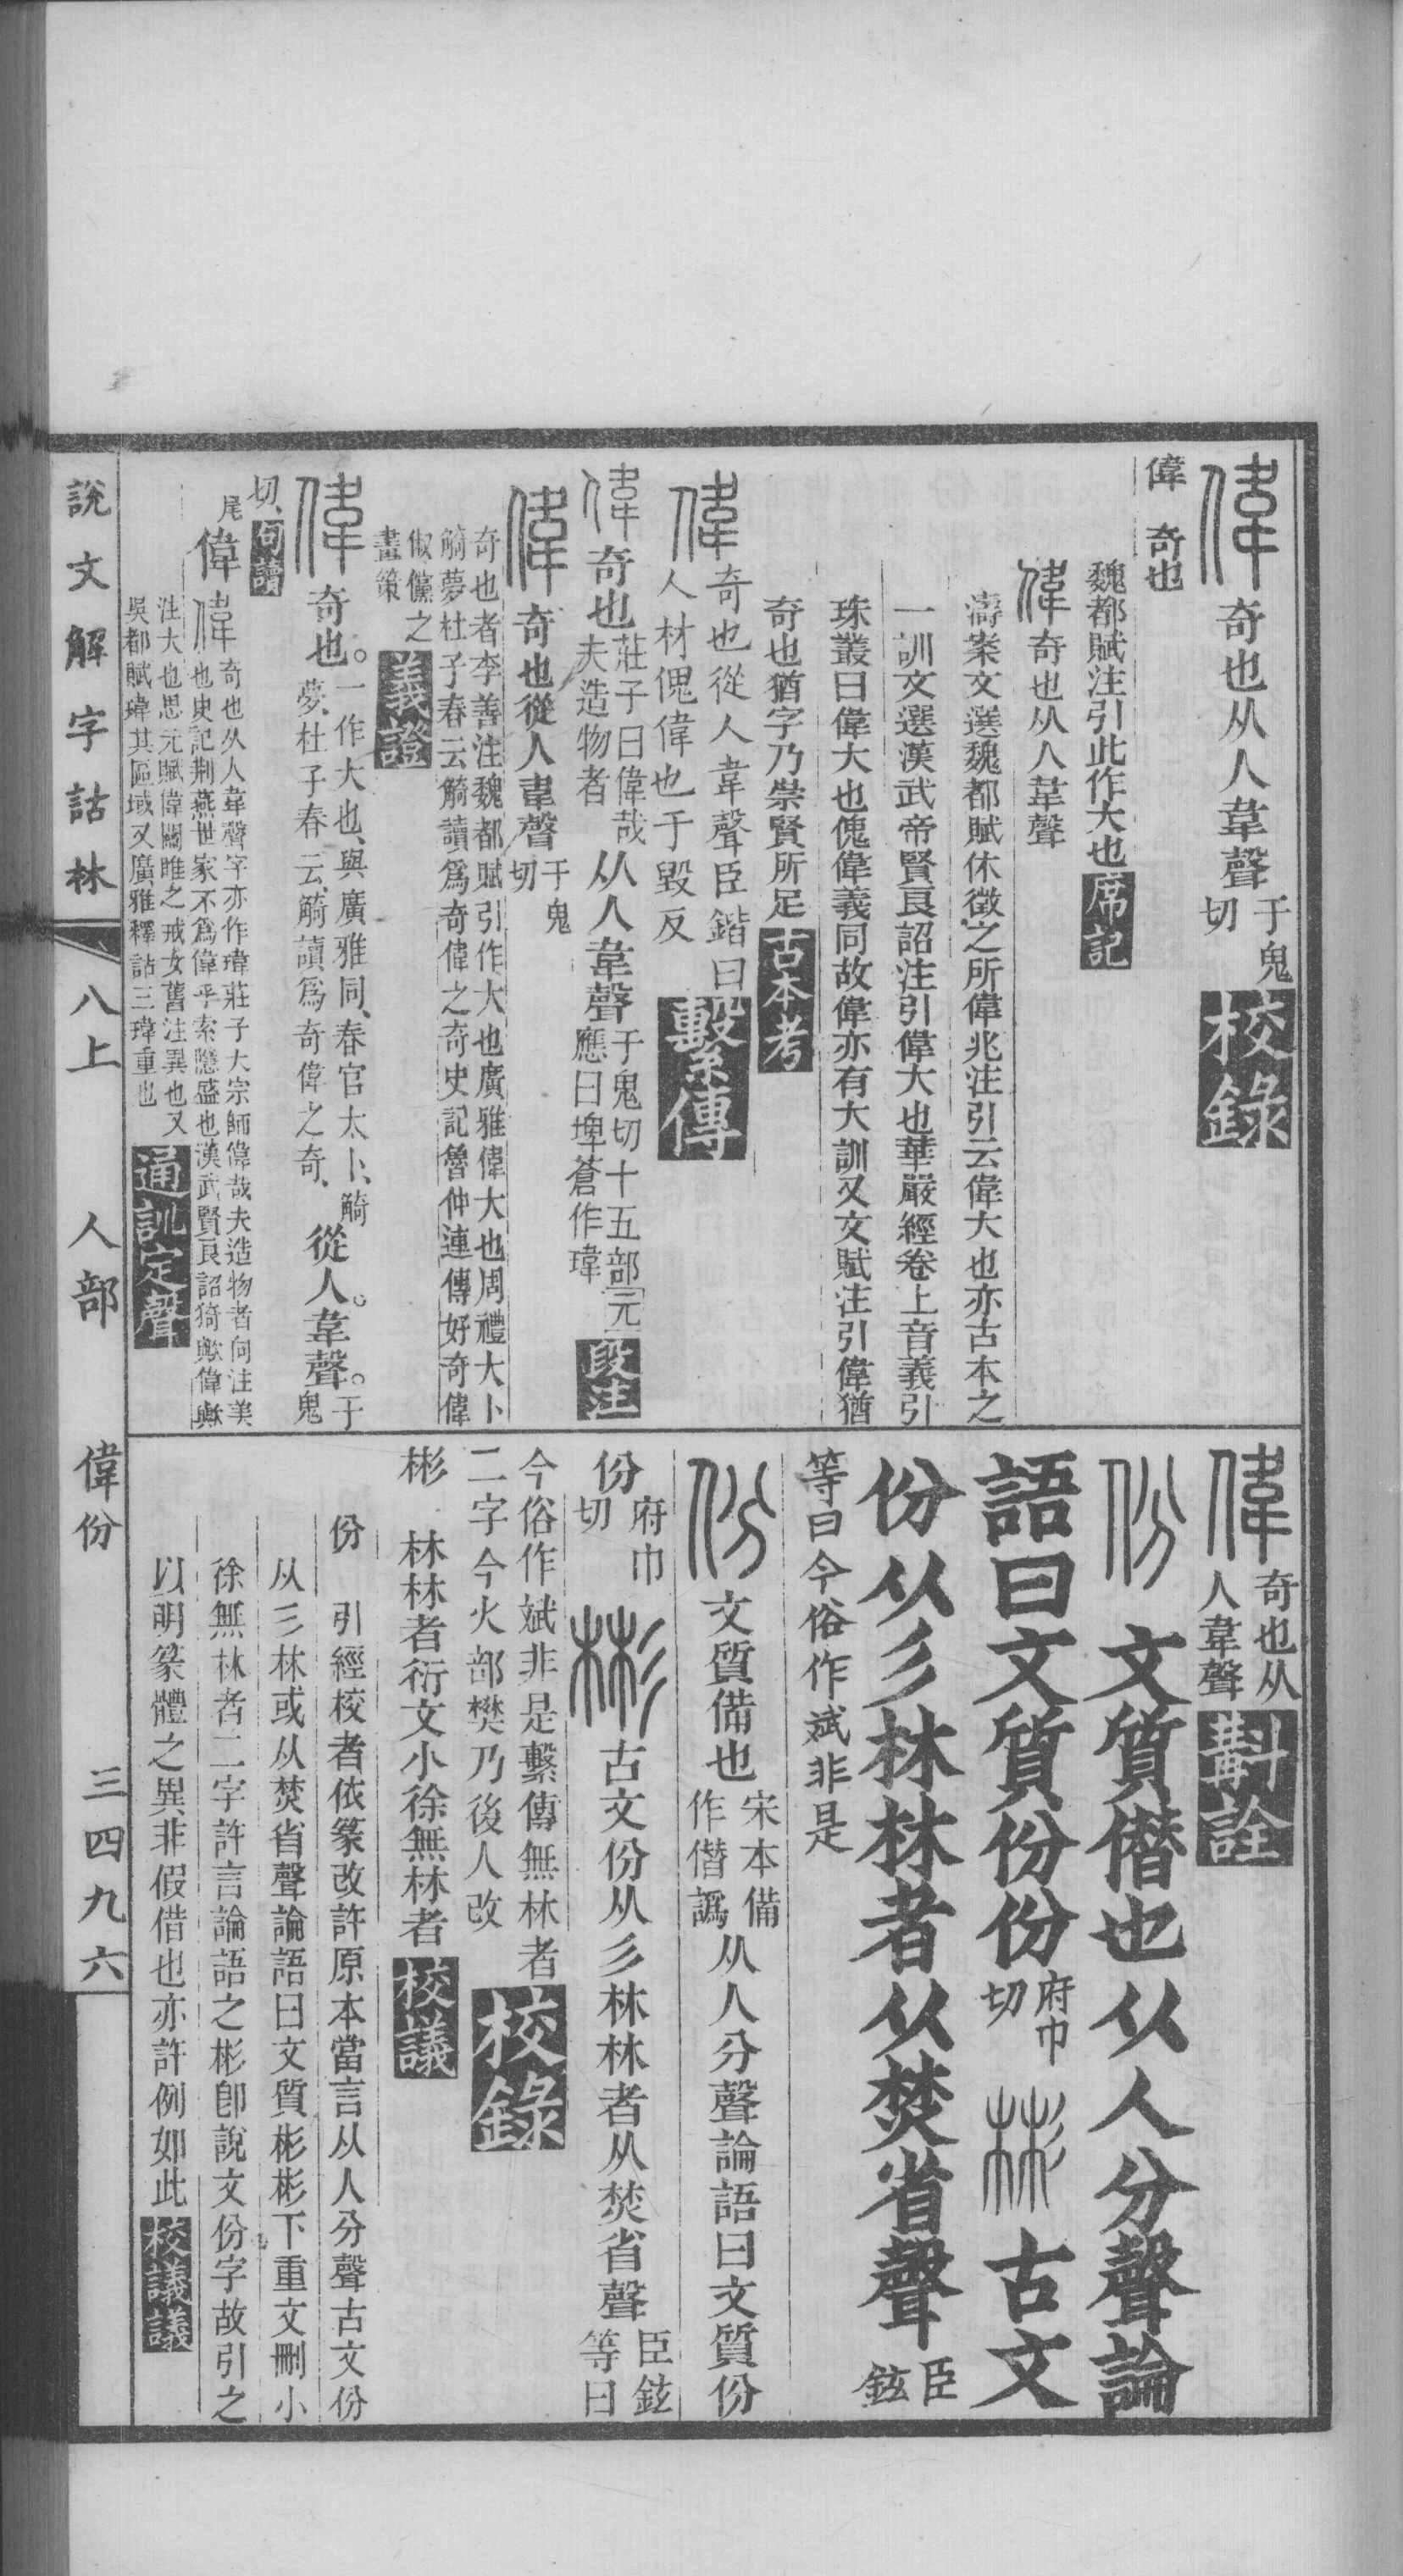 偉奇也从人韋聲于鬼切校錄
偉 奇也
魏都賦注引此作大也席記
偉奇也从人韋聲
濤案文選魏都賦休徵之所偉兆注引云偉大也亦古本之
一訓文選漢武帝賢良詔注引偉大也華嚴經卷上音義引
珠叢曰偉大也傀偉義同故偉亦有大訓又文賦注引偉猶
奇也猶字乃崇賢所足古本考
偉奇也從人韋聲臣鍇曰
人材傀偉也于毀反繫傳
偉奇也莊子曰偉哉夫造物者从人韋聲于鬼切十五部元應曰埤蒼作瑋段注
偉奇也從人韋聲于鬼切
奇也者李善注魏都賦引作大也廣雅偉大也周禮大卜
觭夢杜子春云觭讀爲奇偉之奇史記魯仲連傳好奇偉
俶儻之
畫策義證
偉奇也。一作大也、與廣雅同、春官太卜、觭夢、杜子春云、觭讀爲奇偉之奇、從人。韋聲。于鬼
切、句讀
尾偉偉奇也从人韋聲字亦作瑋莊子大宗師偉哉夫造物者向注美
也史記荆燕世家不爲偉乎索隱盛也漢武賢良詔猗歟偉歟
注大也思元賦偉關雎之戒女舊注異也又
吳都賦瑋其區域又廣雅釋詁三瑋重也通訓定聲
偉奇也从人韋聲斠詮
份文質僣也从人分聲論
語曰文質份份府巾切彬古文
份从彡林林者从焚省聲臣鉉
等曰今俗作斌非是
份文質備也宋本備作僣譌从人分聲論語曰文質份
份府巾切彬古文份从彡林林者从焚省聲臣鉉等曰
今俗作斌非是繫傳無林者
二字今火部樊乃後人改校錄
彬 林林者衍文小徐無林者校議
份 引經校者依篆改許原本當言从人分聲古文份
从彡林或从焚省聲論語曰文質彬彬彬下重文刪小
徐無林者二字許言論語之彬卽說文份字故引之
以明篆體之異非假借也亦許例如此校議議
說文解字詁林 八上 人部 偉份 三四九六